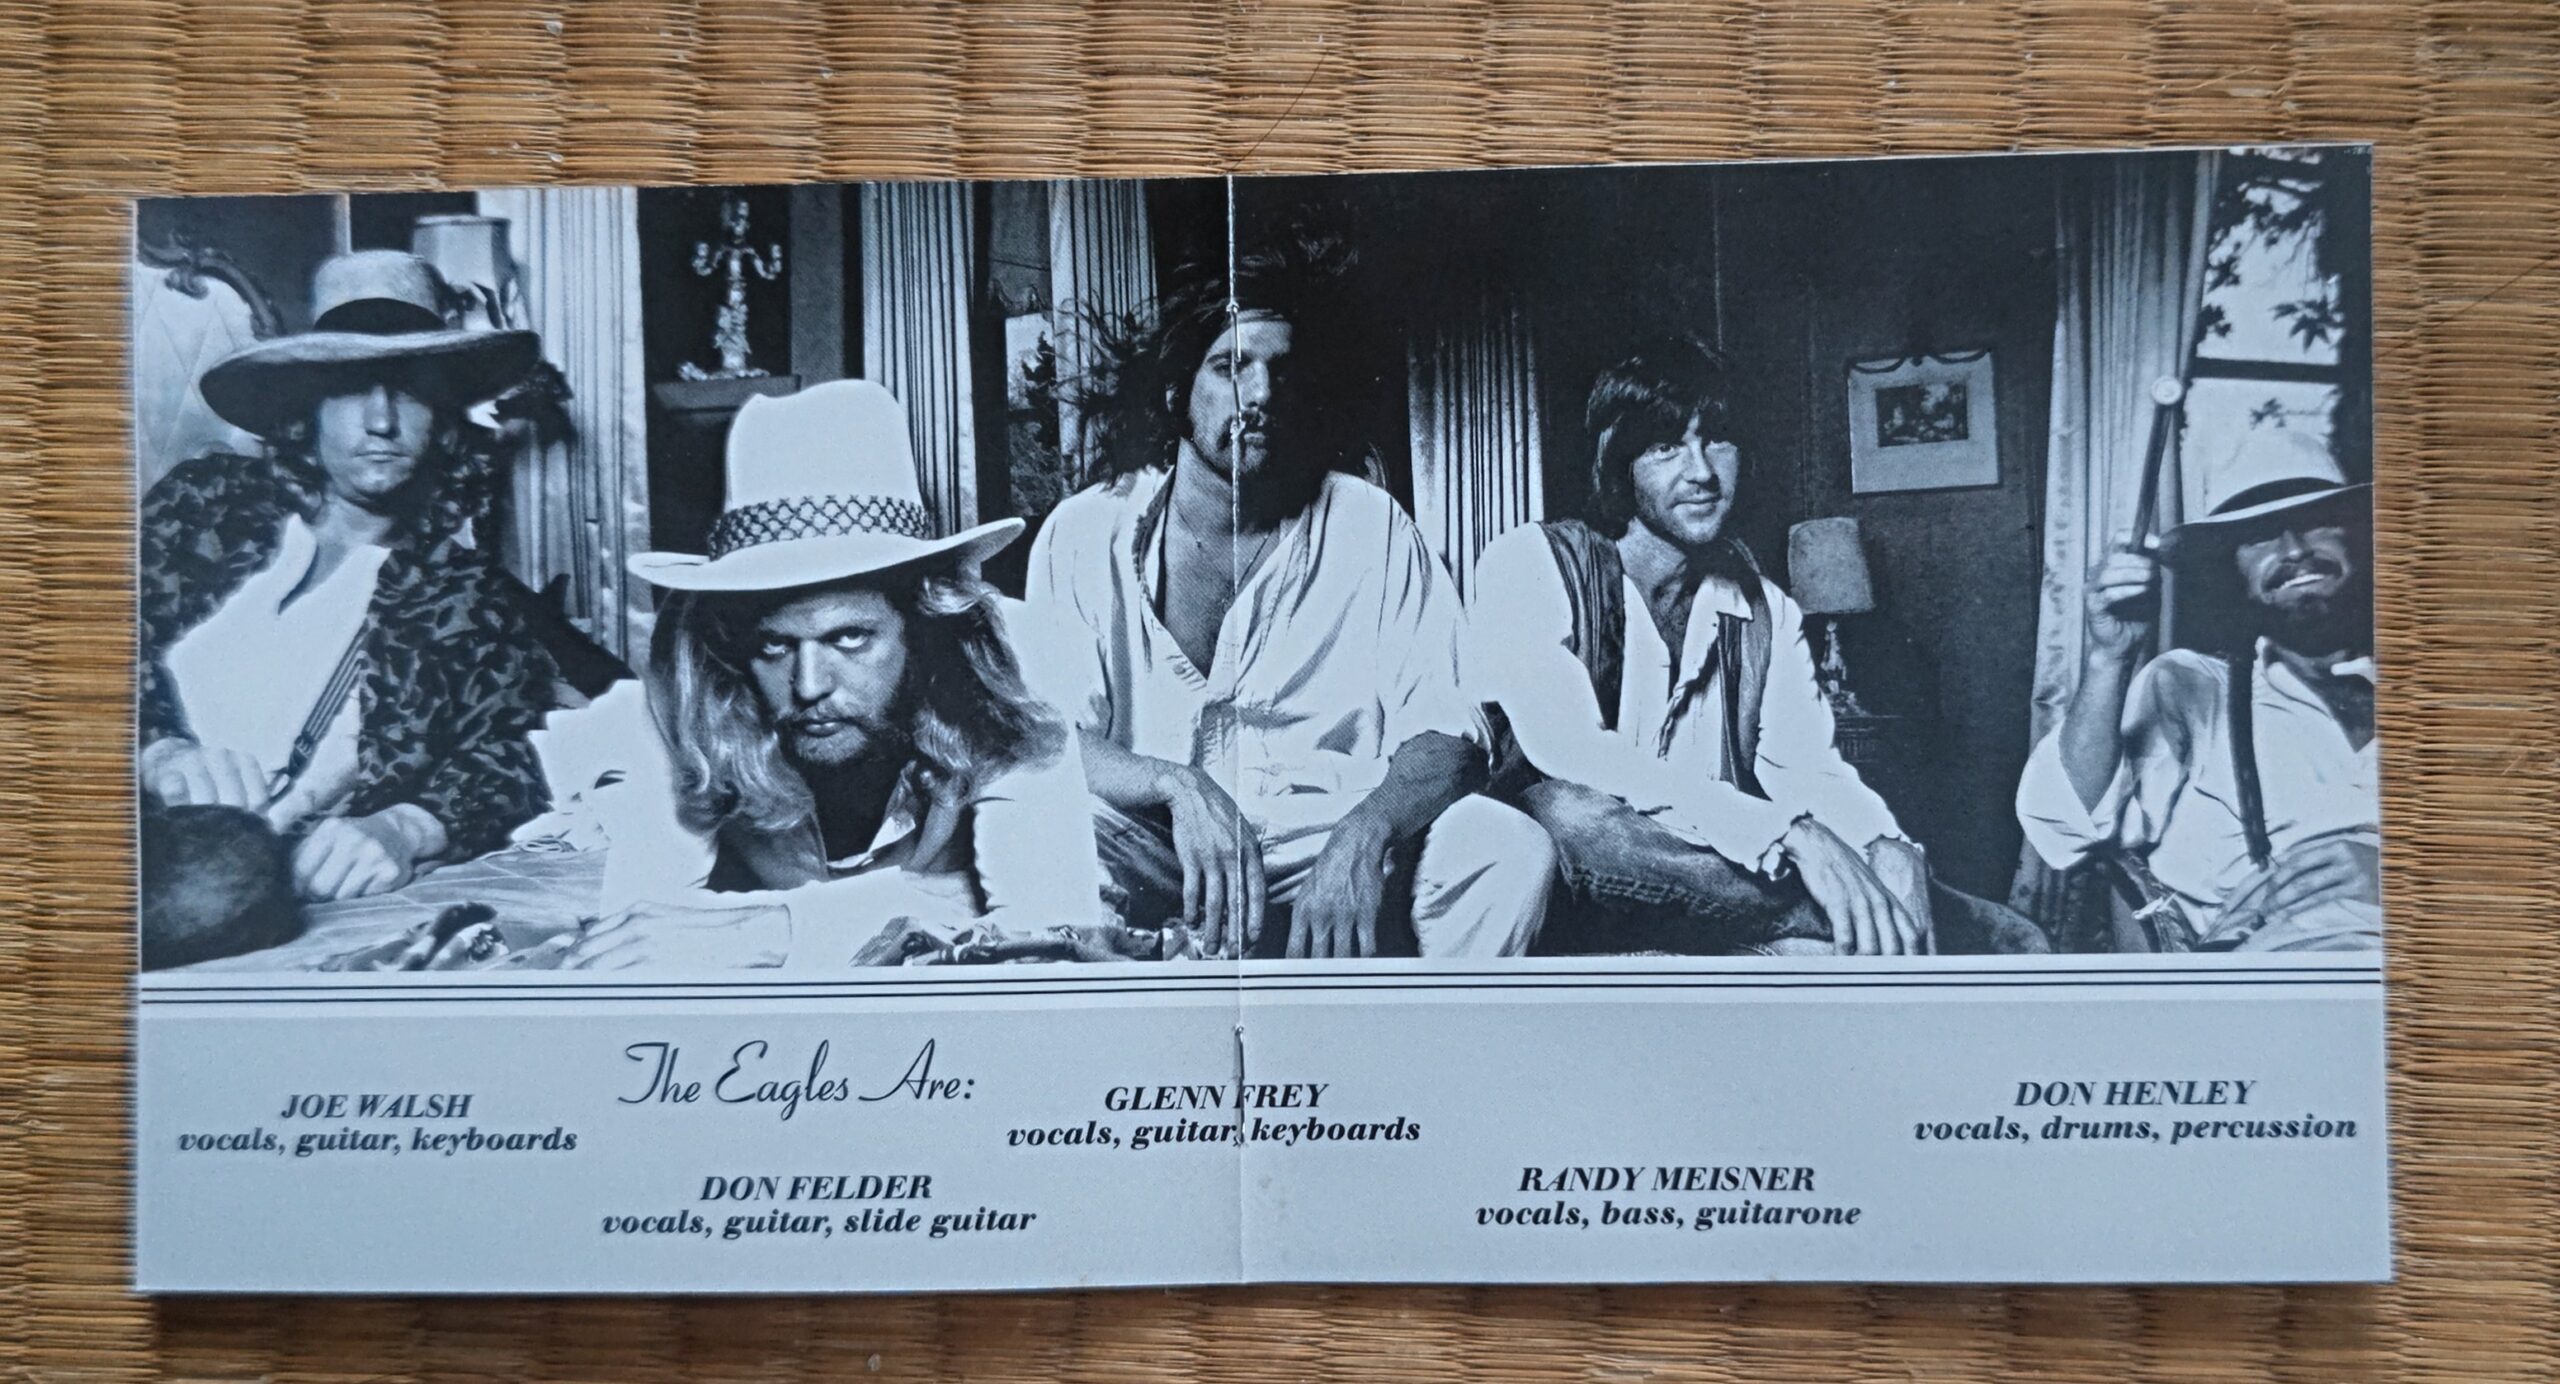 The Eagles Are:
JOE WALSH
vocals, guitar, keyboards
DON FELDER
vocals, guitar, slide guitar
GLENN FREY
vocals, guitar, keyboards
RANDY MEISNER
vocals, bass, guitarone
DON HENLEY
vocals, drums, percussion